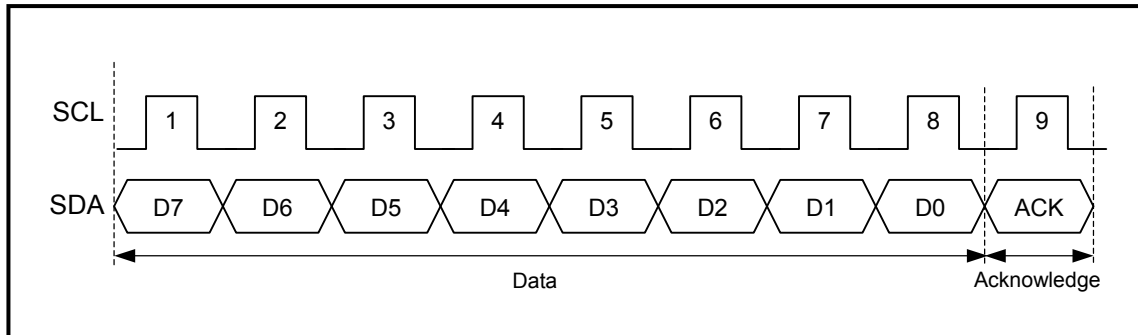 SCL 1 2 3 4 5 6 7 8 9
SDA D7 D6 D5 D4 D3 D2 D1 D0 ACK
Data Acknowledge